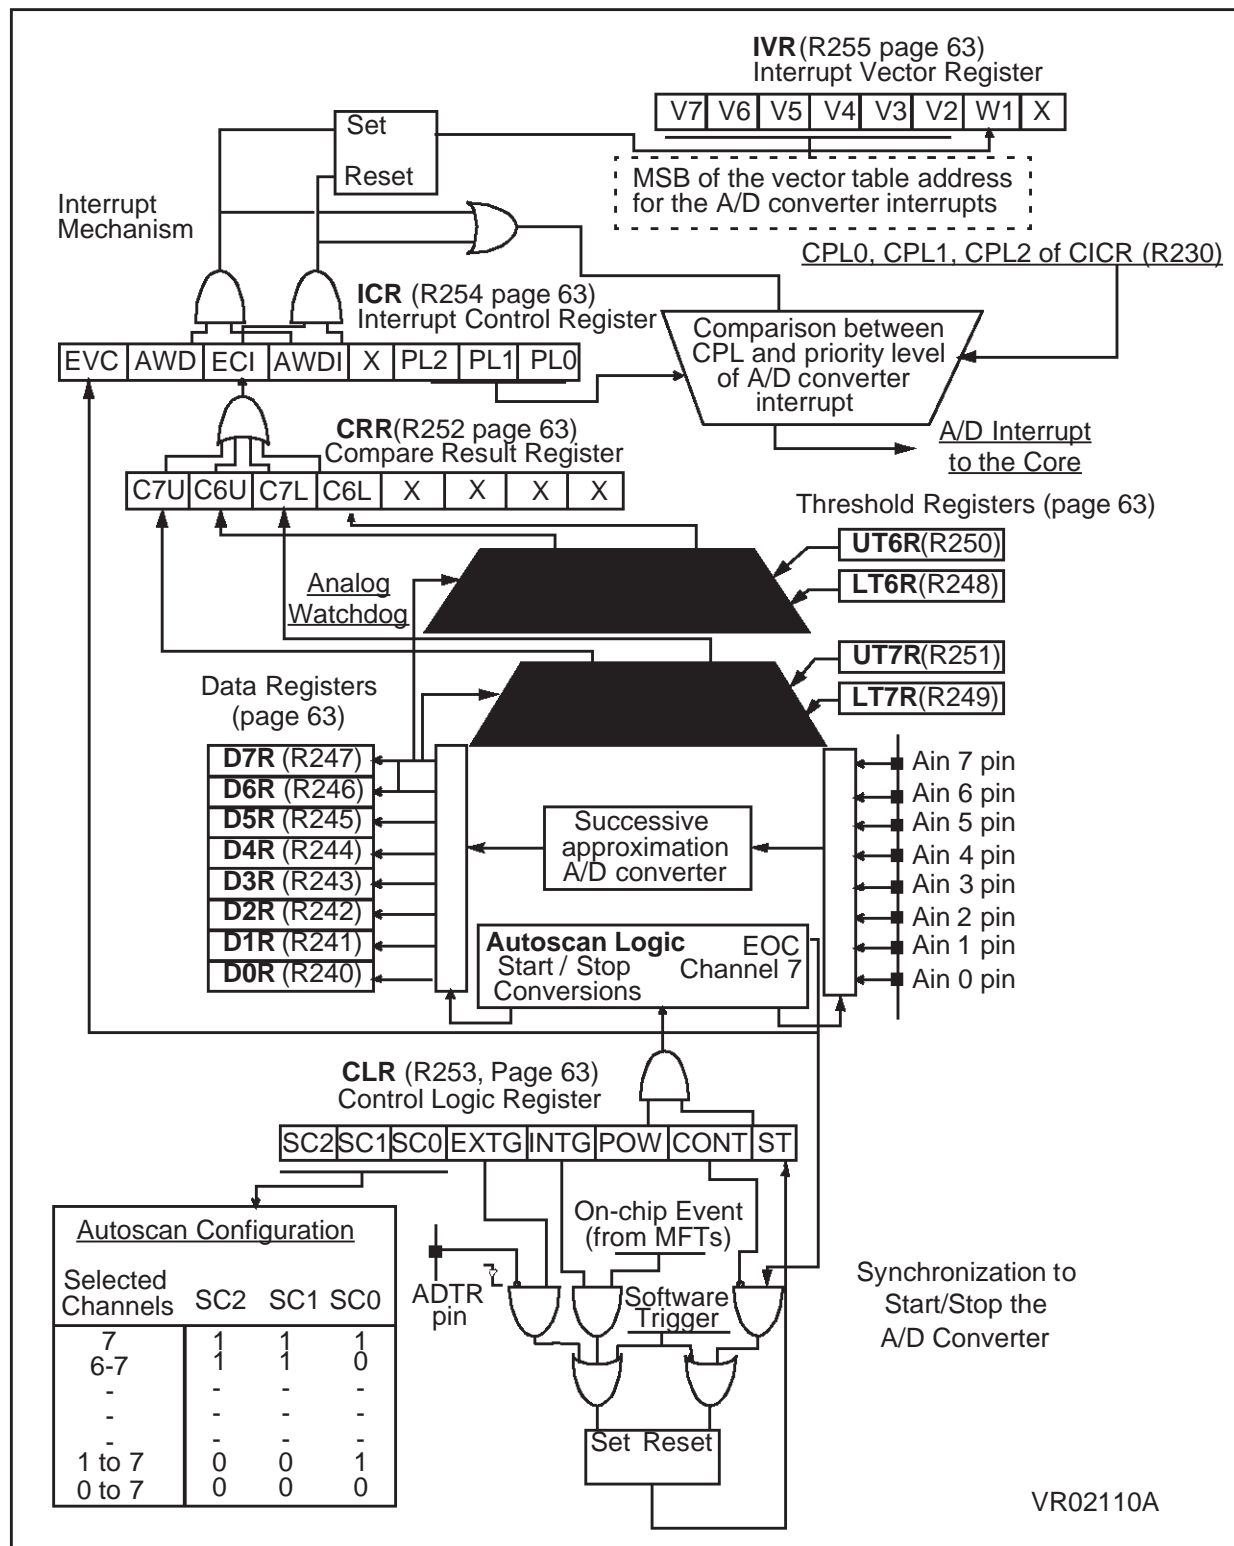 IVR (R255 page 63)
Interrupt Vector Register
V7 V6 V5 V4 V3 V2 W1 X
Set
Reset
MSB of the vector table address
for the A/D converter interrupts
Interrupt
Mechanism
CPL0, CPL1, CPL2 of CICR (R230)
ICR (R254 page 63)
Interrupt Control Register
EVC AWD ECI AWDI X PL2 PL1 PL0
Comparison between
CPL and priority level
of A/D converter
interrupt
CRR(R252 page 63)
Compare Result Register
A/D Interrupt
to the Core
C7U C6U C7L C6L X X X X
Threshold Registers (page 63)
UT6R(R250)
LT6R(R248)
Analog
Watchdog
UT7R(R251)
LT7R(R249)
Data Registers
(page 63)
D7R (R247)
D6R (R246)
D5R (R245)
D4R (R244)
D3R (R243)
D2R (R242)
D1R (R241)
D0R (R240)
Successive
approximation
A/D converter
Ain 7 pin
Ain 6 pin
Ain 5 pin
Ain 4 pin
Ain 3 pin
Ain 2 pin
Ain 1 pin
Ain 0 pin
Autoscan Logic EOC
Start / Stop Channel 7
Conversions
CLR (R253, Page 63)
Control Logic Register
SC2 SC1 SC0 EXTG INTG POW CONT ST
On-chip Event
(from MFTs)
ADTR
pin
Software
Trigger
Synchronization to
Start/Stop the
A/D Converter
Set Reset
Autoscan Configuration
Selected
Channels SC2 SC1 SC0
7 1 1 1
6-7 1 1 0
- - - -
- - - -
- - - -
1 to 7 0 0 1
0 to 7 0 0 0
VR02110A